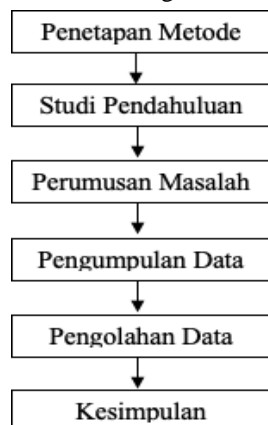 Penetapan Metode
Studi Pendahuluan
Perumusan Masalah
Pengumpulan Data
Pengolahan Data
Kesimpulan